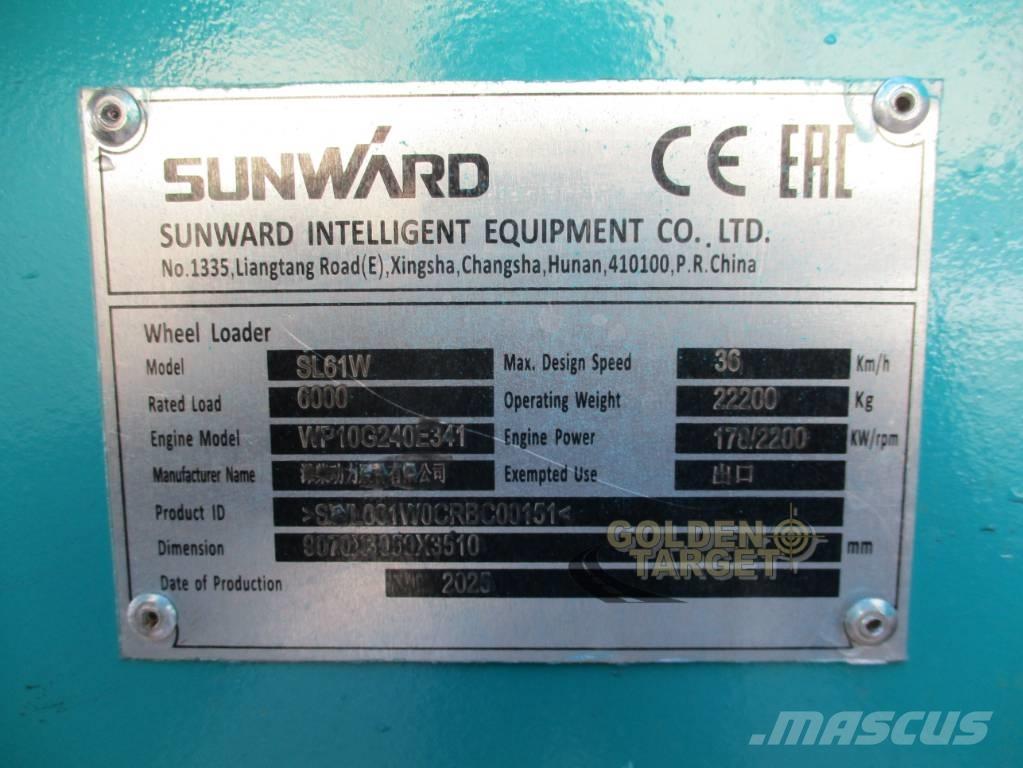 SUNWARD CE EAC
SUNWARD INTELLIGENT EQUIPMENT CO., LTD.
No.1335,Liangtang Road(E),Xingsha,Changsha,Hunan,410100,P.R.China
Wheel Loader
Model SL61W Max. Design Speed 36 Km/h
Rated Load 6000 Operating Weight 22200 Kg
Engine Model WP10G240E341 Engine Power 178/2200 KW/rpm
Manufacturer Name Exempted Use 出口
Product ID
Dimension mm
Date of Production 2025
GOLDEN
TARGET
MASCUS